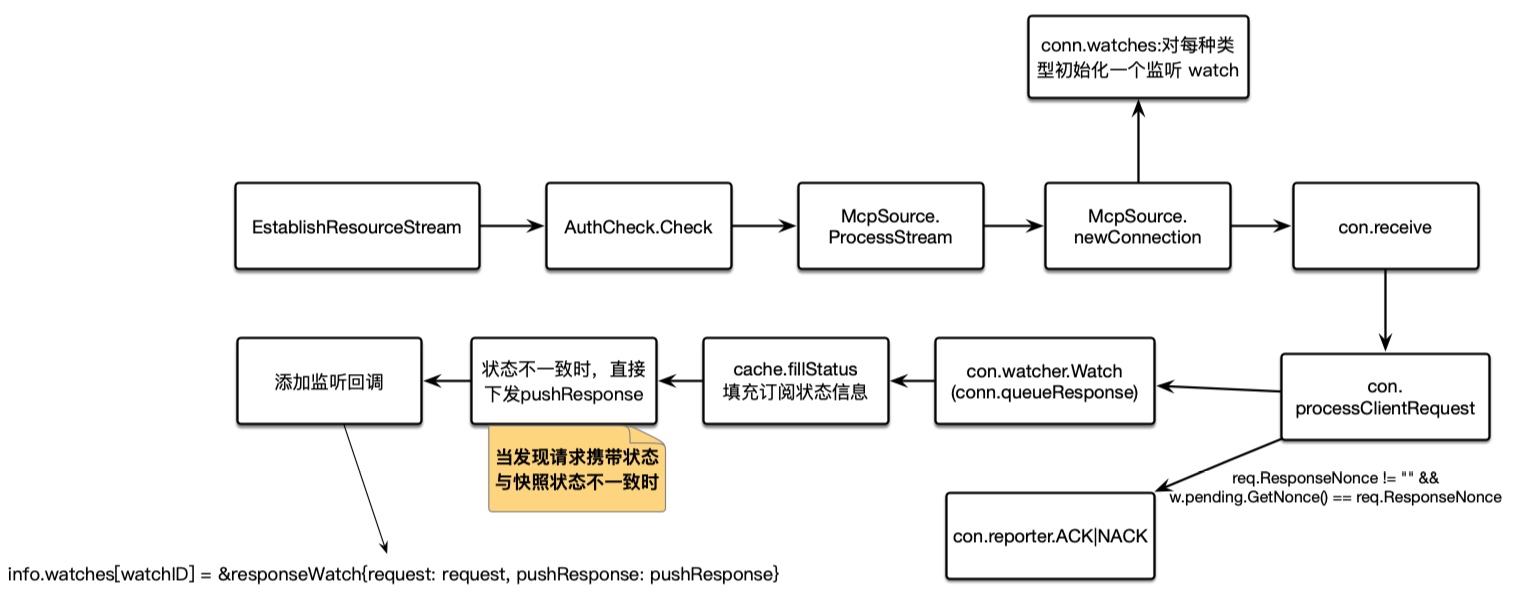 conn.watches:对每种类
型初始化一个监听 watch
EstablishResourceStream
AuthCheck.Check
McpSource.
ProcessStream
McpSource.
newConnection
con.receive
添加监听回调
状态不一致时，直接
下发pushResponse
cache.fillStatus
填充订阅状态信息
con.watcher.Watch
(conn.queueResponse)
con.
processClientRequest
当发现请求携带状态
与快照状态不一致时
req.ResponseNonce != "" &&
w.pending.GetNonce() == req.ResponseNonce
con.reporter.ACK|NACK
info.watches[watchID] = &responseWatch{request: request, pushResponse: pushResponse}